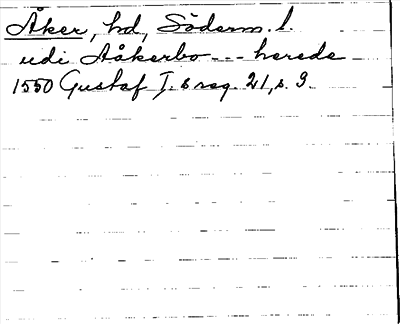 Åker, hd, Söderm. l.
udi Aåkerbo --- herede
1550 Gustaf I. s reg. 21, s. 9.